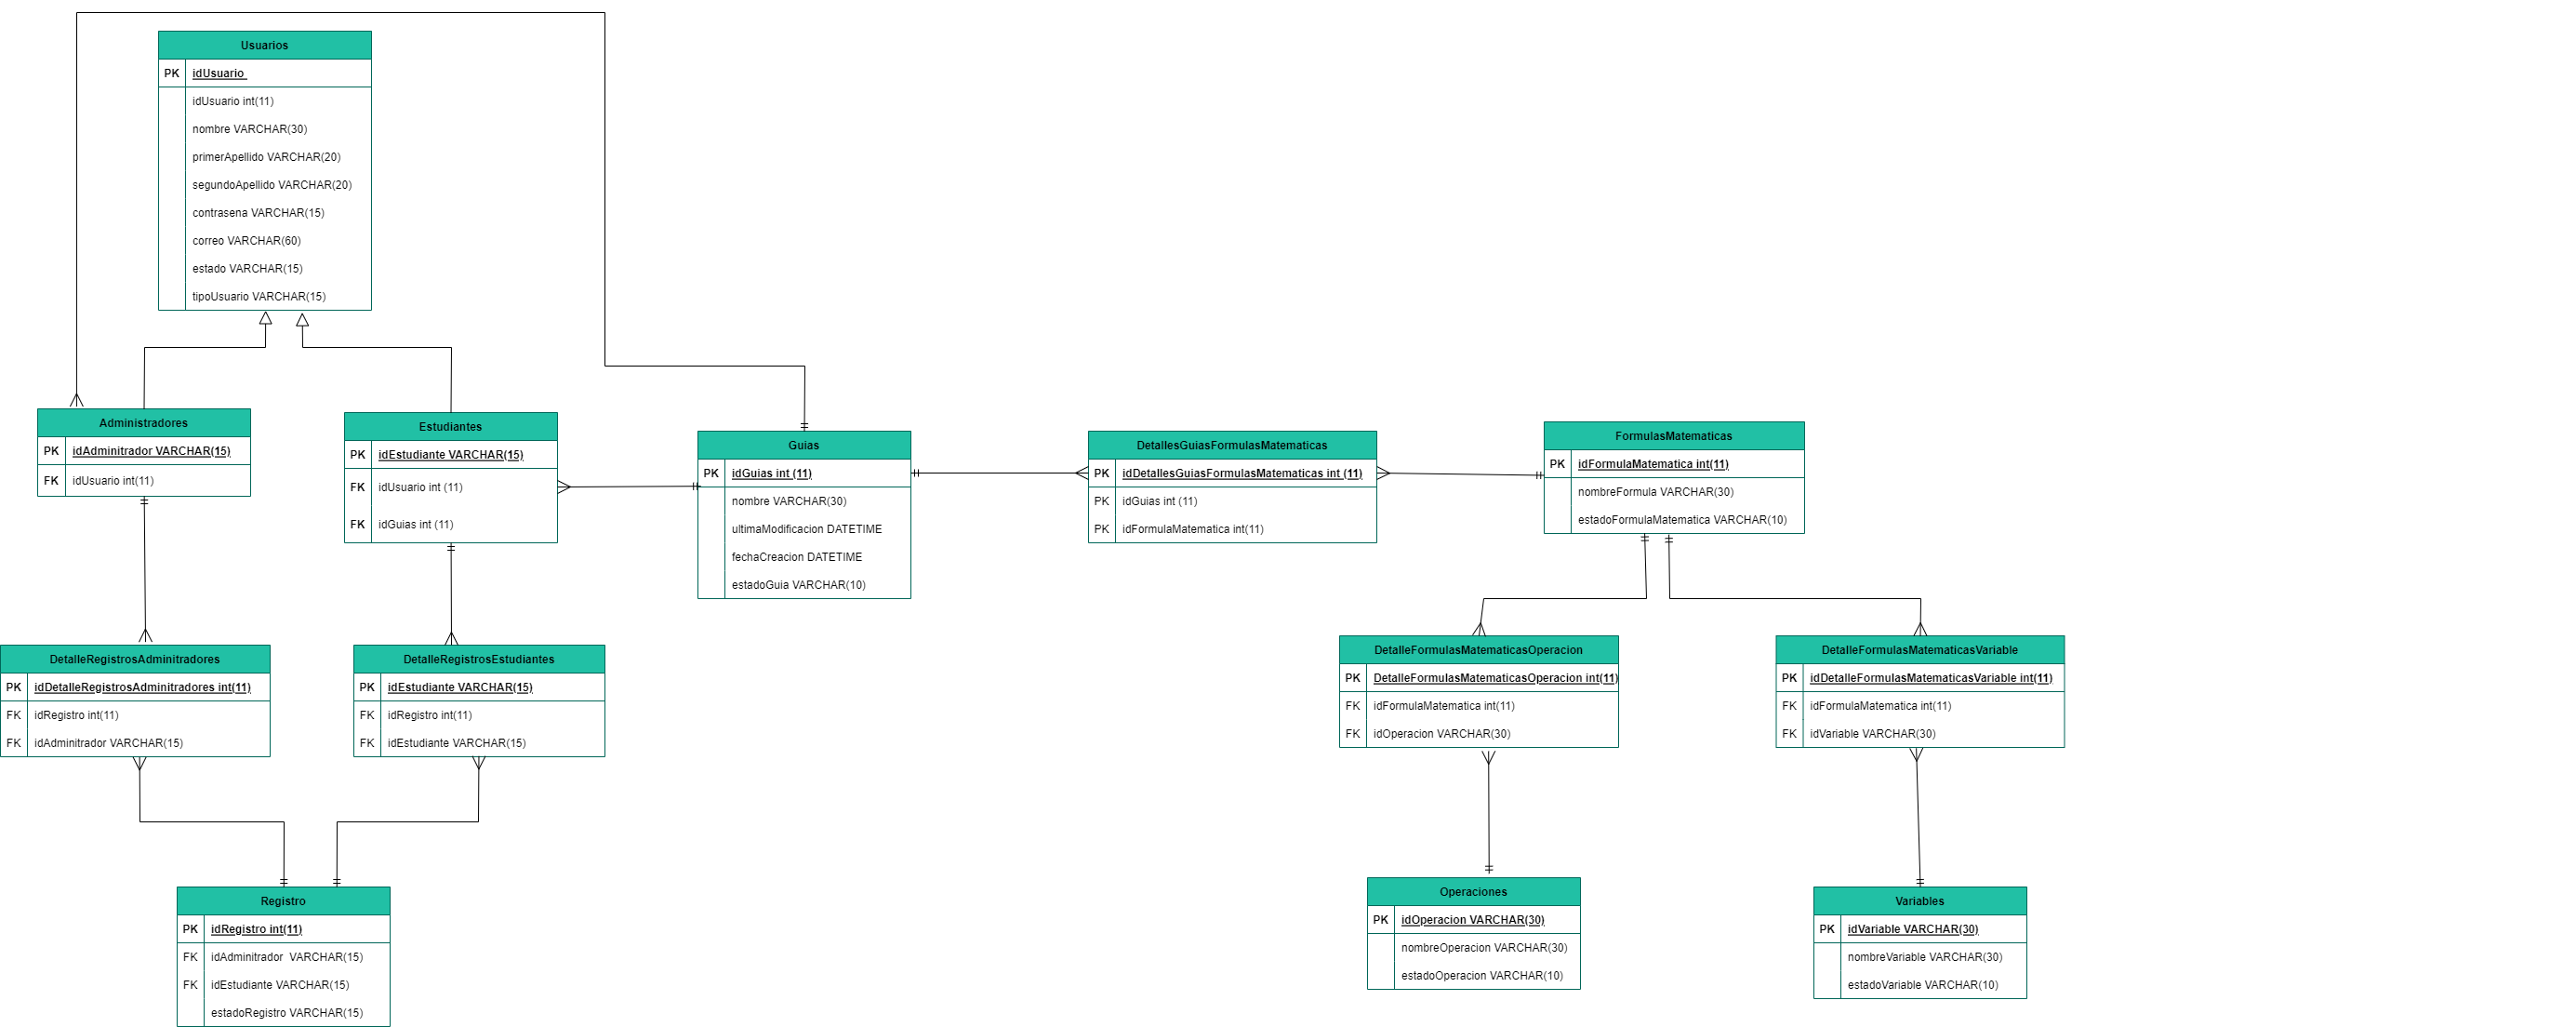 Usuarios
PK idUsuario
idUsuario int(11)
nombre VARCHAR(30)
primerApellido VARCHAR(20)
segundoApellido VARCHAR(20)
contrasena VARCHAR(15)
correo VARCHAR(60)
estado VARCHAR(15)
tipoUsuario VARCHAR(15)
Administradores
PK idAdminitrador VARCHAR(15)
FK idUsuario int(11)
Estudiantes
PK idEstudiante VARCHAR(15)
FK idUsuario int (11)
FK idGuias int (11)
Guias
PK idGuias int (11)
nombre VARCHAR(30)
ultimaModificacion DATETIME
fechaCreacion DATETIME
estadoGuia VARCHAR(10)
DetallesGuiasFormulasMatematicas
PK idDetallesGuiasFormulasMatematicas int (11)
PK idGuias int (11)
PK idFormulaMatematica int(11)
FormulasMatematicas
PK idFormulaMatematica int(11)
nombreFormula VARCHAR(30)
estadoFormulaMatematica VARCHAR(10)
DetalleRegistrosAdminitradores
PK idDetalleRegistrosAdminitradores int(11)
FK idRegistro int(11)
FK idAdminitrador VARCHAR(15)
DetalleRegistrosEstudiantes
PK idEstudiante VARCHAR(15)
FK idRegistro int(11)
FK idEstudiante VARCHAR(15)
DetalleFormulasMatematicasOperacion
PK DetalleFormulasMatematicasOperacion int(11)
FK idFormulaMatematica int(11)
FK idOperacion VARCHAR(30)
DetalleFormulasMatematicasVariable
PK idDetalleFormulasMatematicasVariable int(11)
FK idFormulaMatematica int(11)
FK idVariable VARCHAR(30)
Registro
PK idRegistro int(11)
FK idAdminitrador VARCHAR(15)
FK idEstudiante VARCHAR(15)
estadoRegistro VARCHAR(15)
Operaciones
PK idOperacion VARCHAR(30)
nombreOperacion VARCHAR(30)
estadoOperacion VARCHAR(10)
Variables
PK idVariable VARCHAR(30)
nombreVariable VARCHAR(30)
estadoVariable VARCHAR(10)